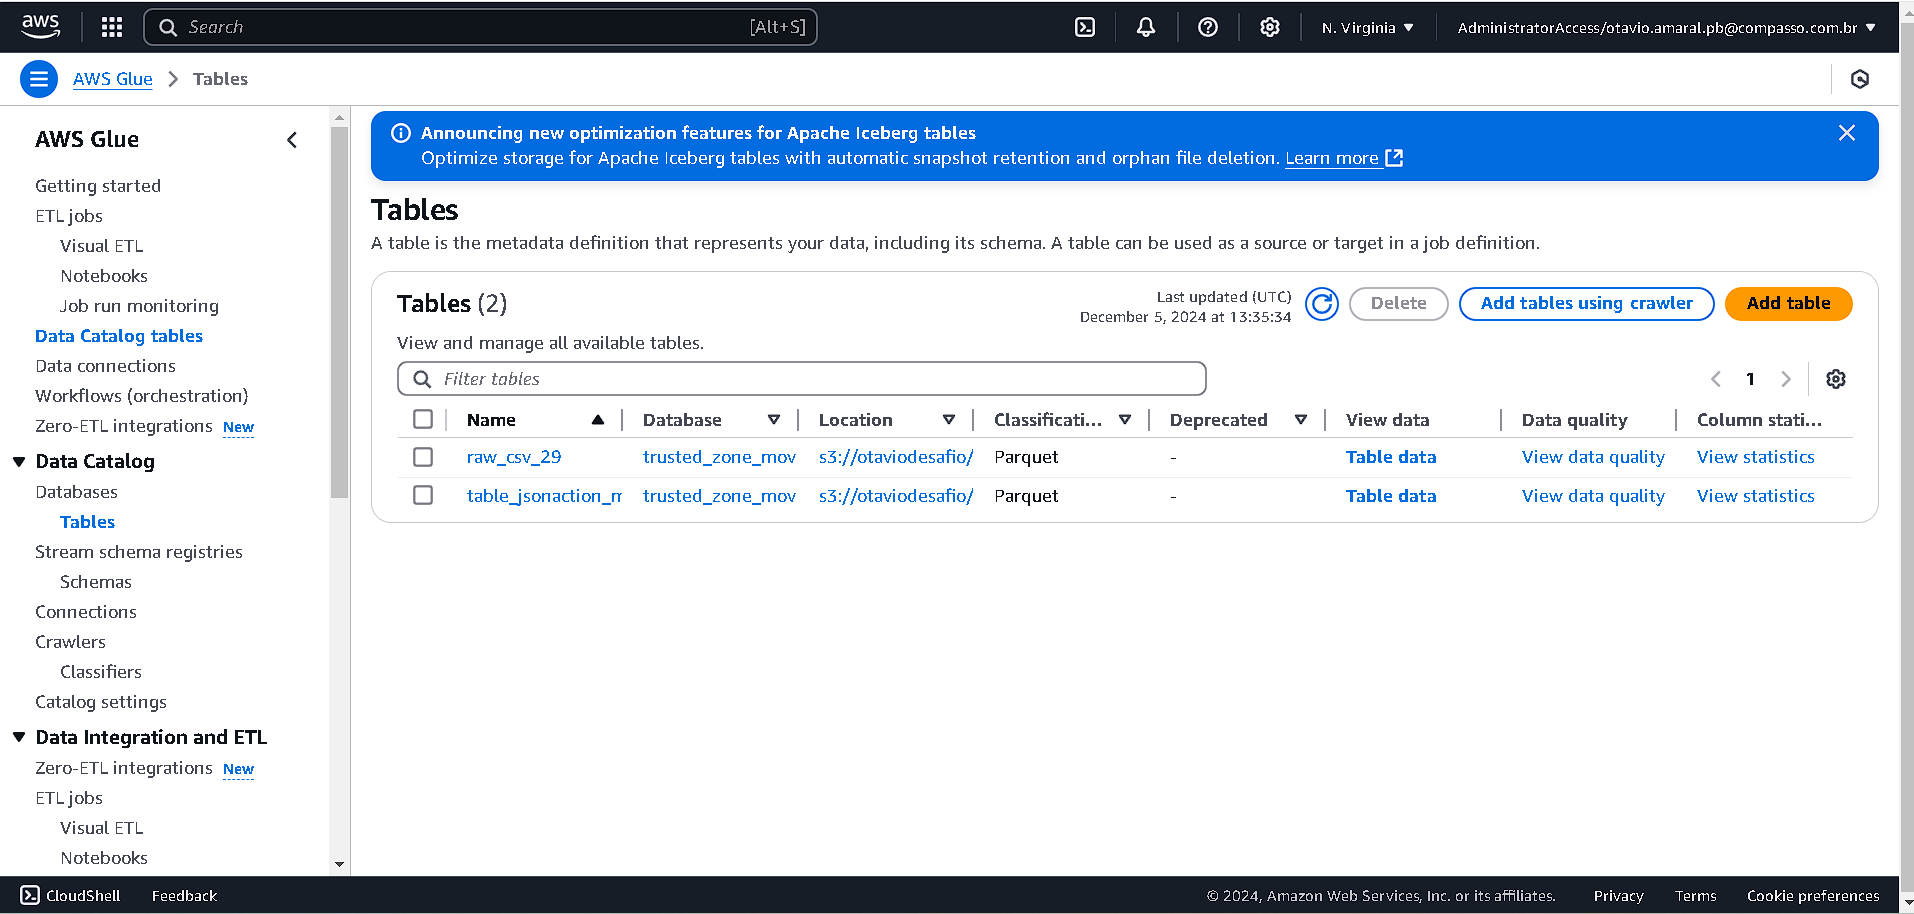 aws
Search
[Alt+S]
N. Virginia
AdministratorAccess/otavio.amaral.pb@compasso.com.br
AWS Glue
Tables
AWS Glue
Getting started
ETL jobs
Visual ETL
Notebooks
Job run monitoring
Data Catalog tables
Data connections
Workflows (orchestration)
Zero-ETL integrations New
Data Catalog
Databases
Tables
Stream schema registries
Schemas
Connections
Crawlers
Classifiers
Catalog settings
Data Integration and ETL
Zero-ETL integrations New
ETL jobs
Visual ETL
Notebooks
Announcing new optimization features for Apache Iceberg tables
Optimize storage for Apache Iceberg tables with automatic snapshot retention and orphan file deletion. Learn more
Tables
A table is the metadata definition that represents your data, including its schema. A table can be used as a source or target in a job definition.
Tables (2)
Last updated (UTC)
December 5, 2024 at 13:35:34
Delete
Add tables using crawler
Add table
View and manage all available tables.
Filter tables
1
Name Database Location Classificati... Deprecated View data Data quality Column stati...
raw_csv_29 trusted_zone_mov s3://otaviodesafio/ Parquet - Table data View data quality View statistics
table_jsonaction_m trusted_zone_mov s3://otaviodesafio/ Parquet - Table data View data quality View statistics
CloudShell
Feedback
© 2024, Amazon Web Services, Inc. or its affiliates.
Privacy
Terms
Cookie preferences